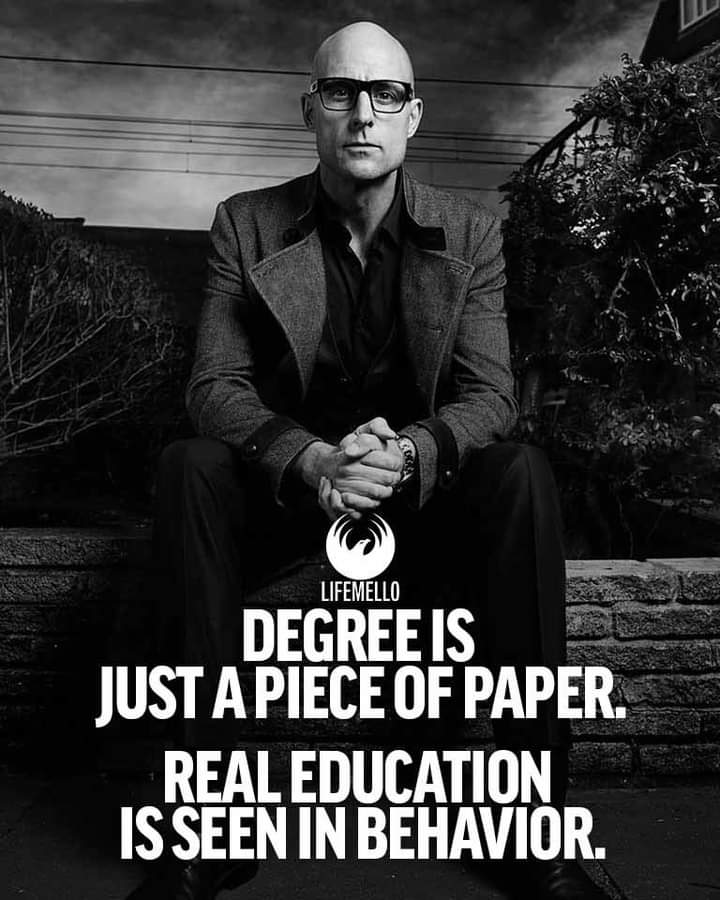 LIFEMELLO
DEGREE IS
JUST A PIECE OF PAPER.
REAL EDUCATION
IS SEEN IN BEHAVIOR.